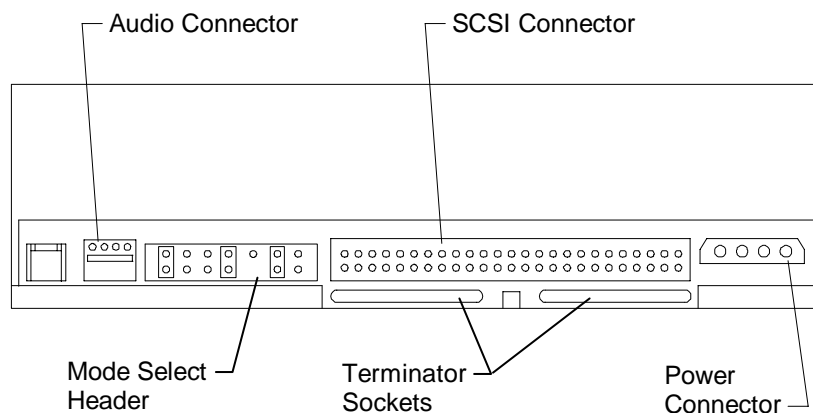 Audio Connector
SCSI Connector
Mode Select
Header
Terminator
Sockets
Power
Connector